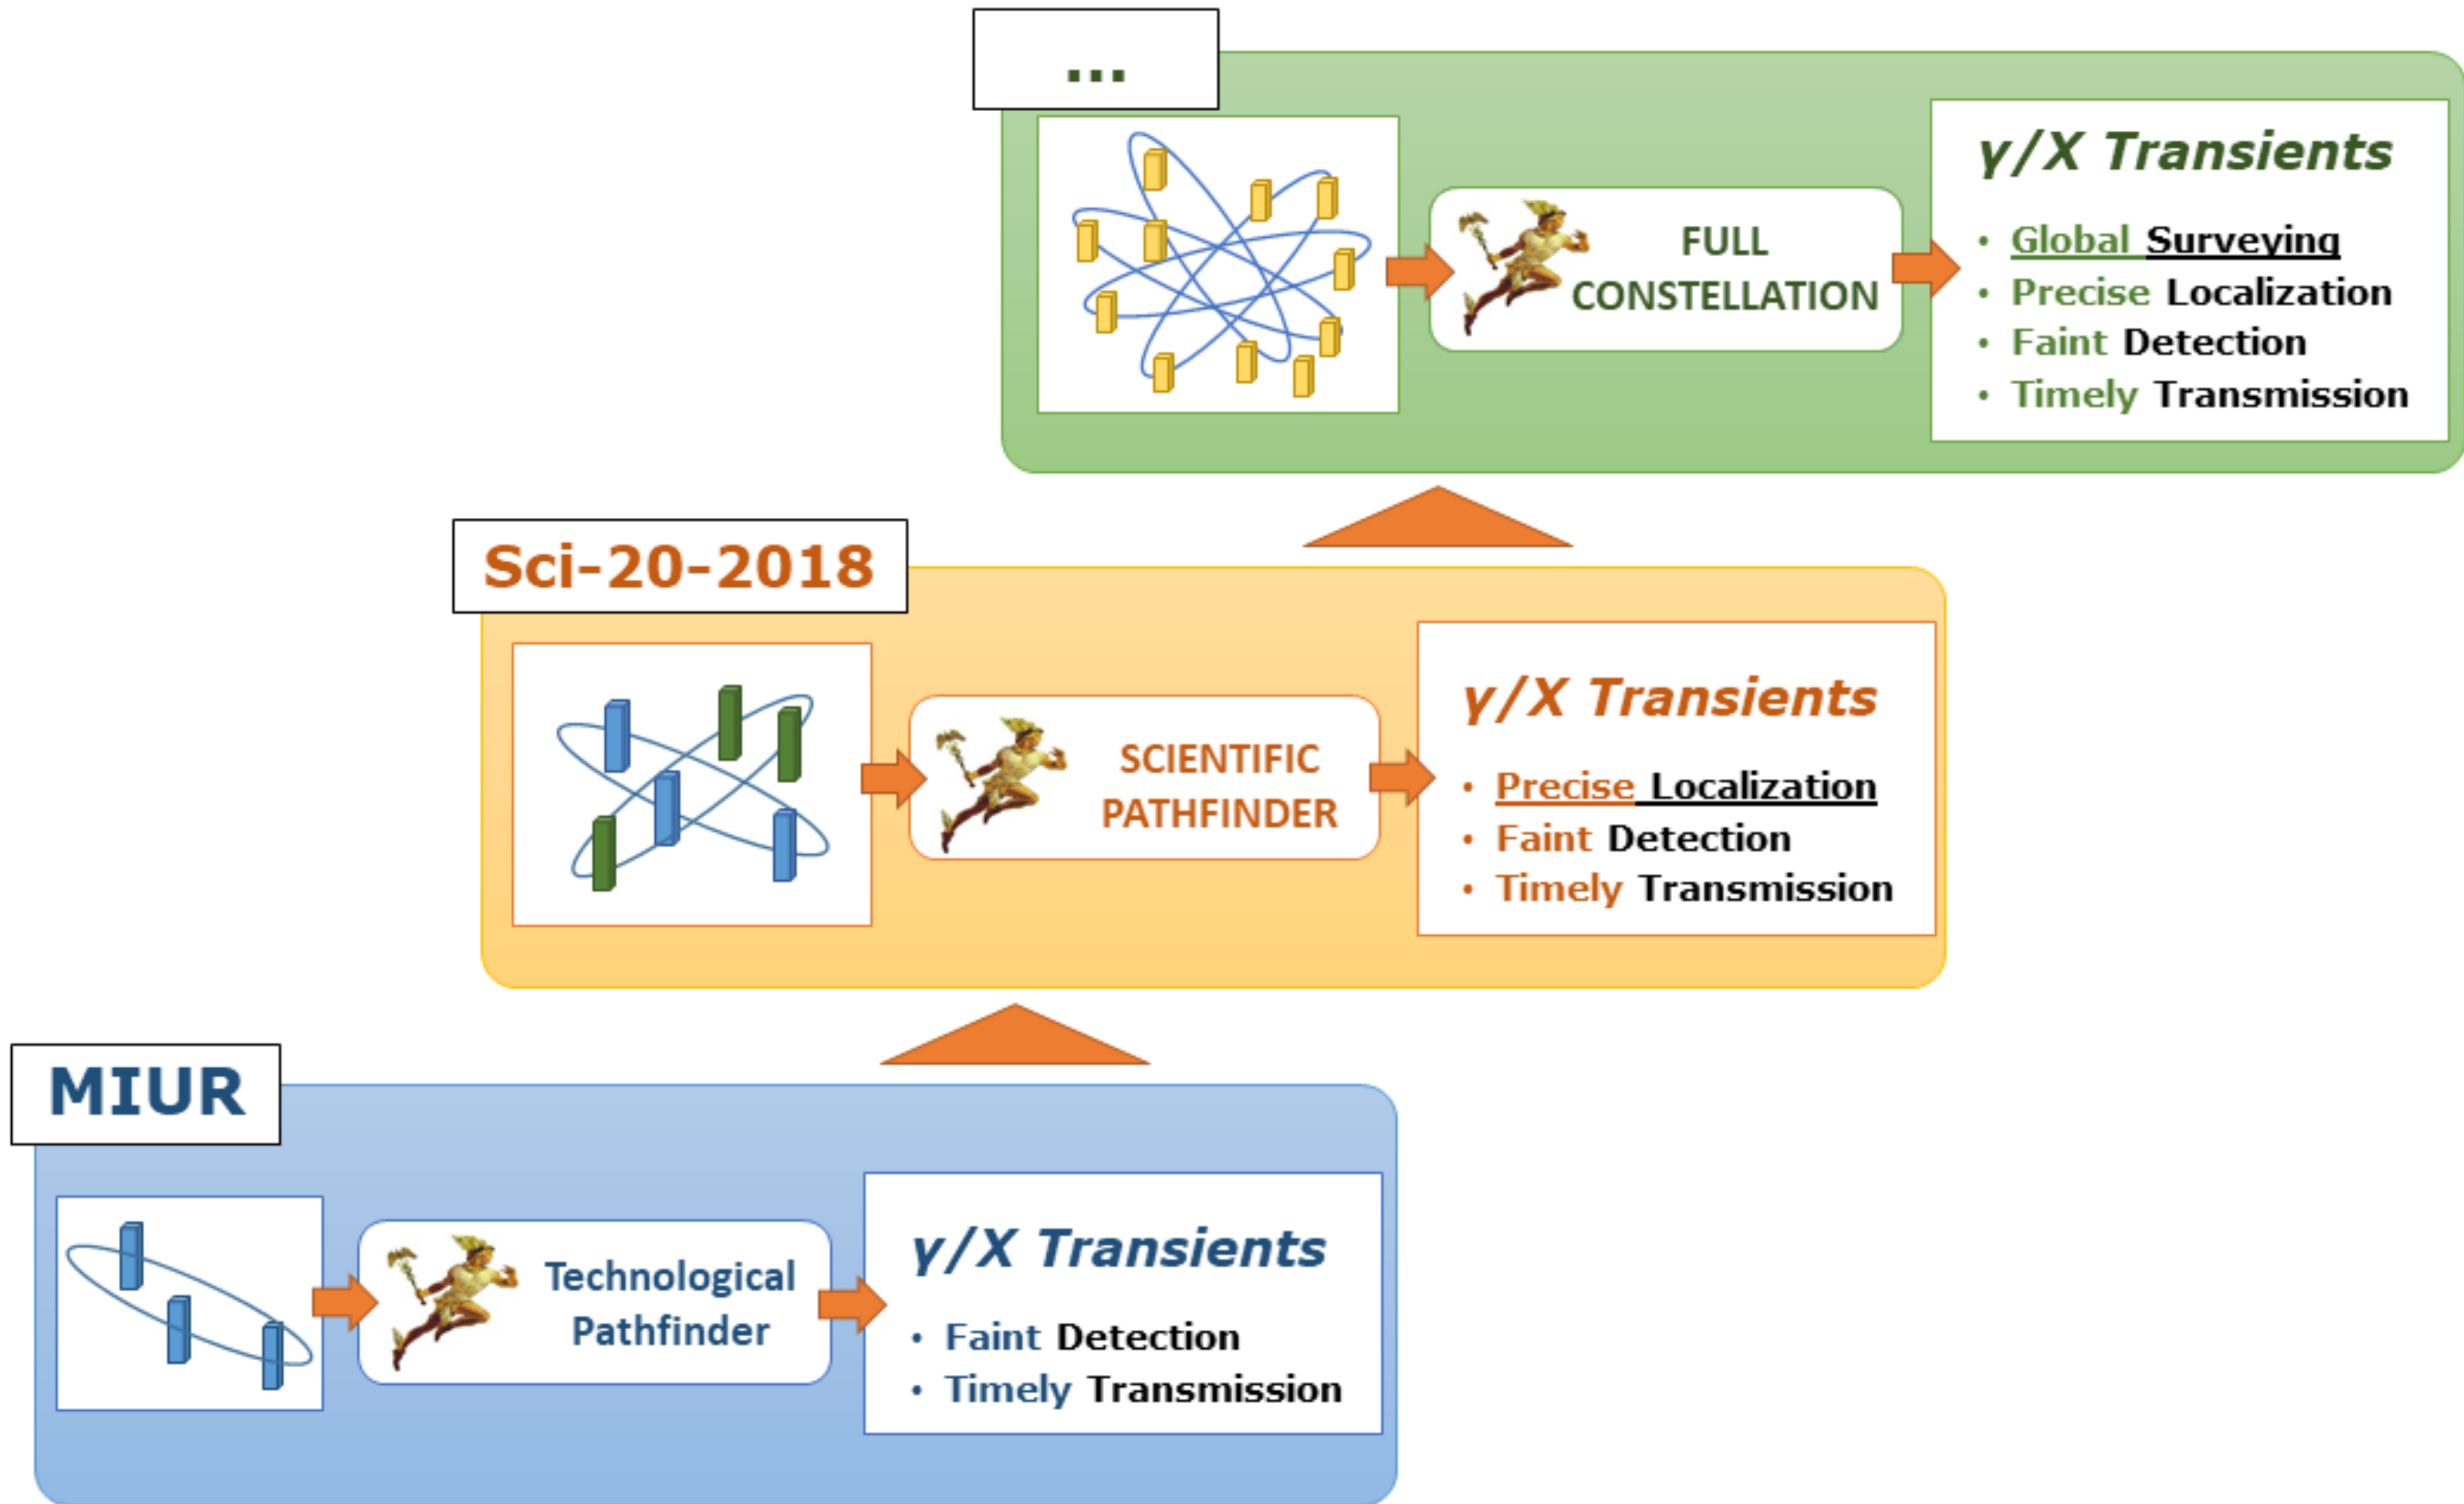 ...
γ/X Transients
FULL
CONSTELLATION
• Global Surveying
• Precise Localization
• Faint Detection
• Timely Transmission
Sci-20-2018
γ/X Transients
SCIENTIFIC
PATHFINDER
• Precise Localization
• Faint Detection
• Timely Transmission
MIUR
γ/X Transients
Technological
Pathfinder
• Faint Detection
• Timely Transmission